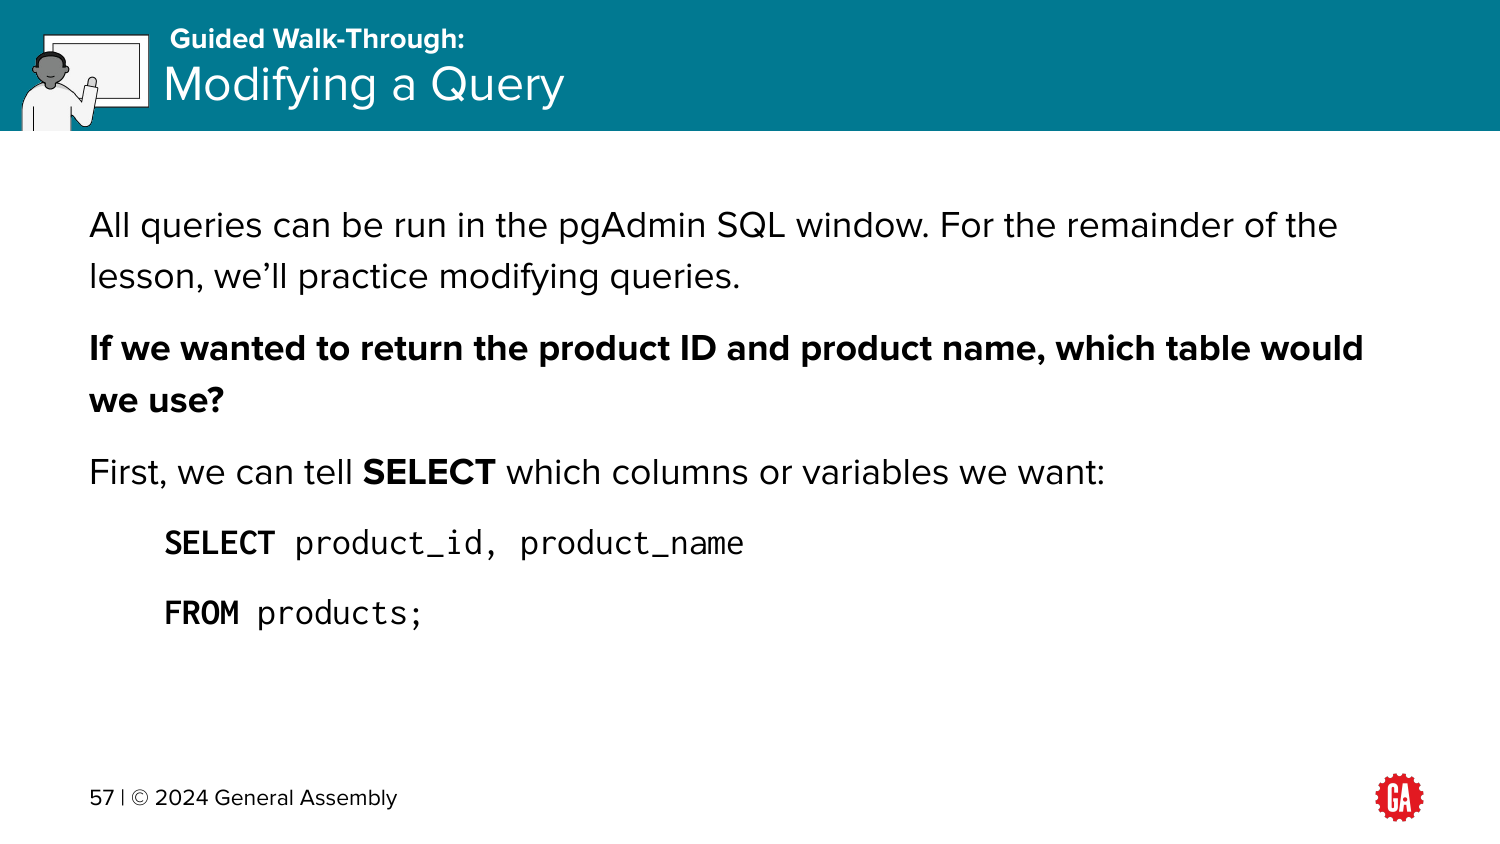 Guided Walk-Through:
Modifying a Query
All queries can be run in the pgAdmin SQL window. For the remainder of the
lesson, we’ll practice modifying queries.
If we wanted to return the product ID and product name, which table would
we use?
First, we can tell SELECT which columns or variables we want:
SELECT product_id, product_name
FROM products;
57 | © 2024 General Assembly
GA